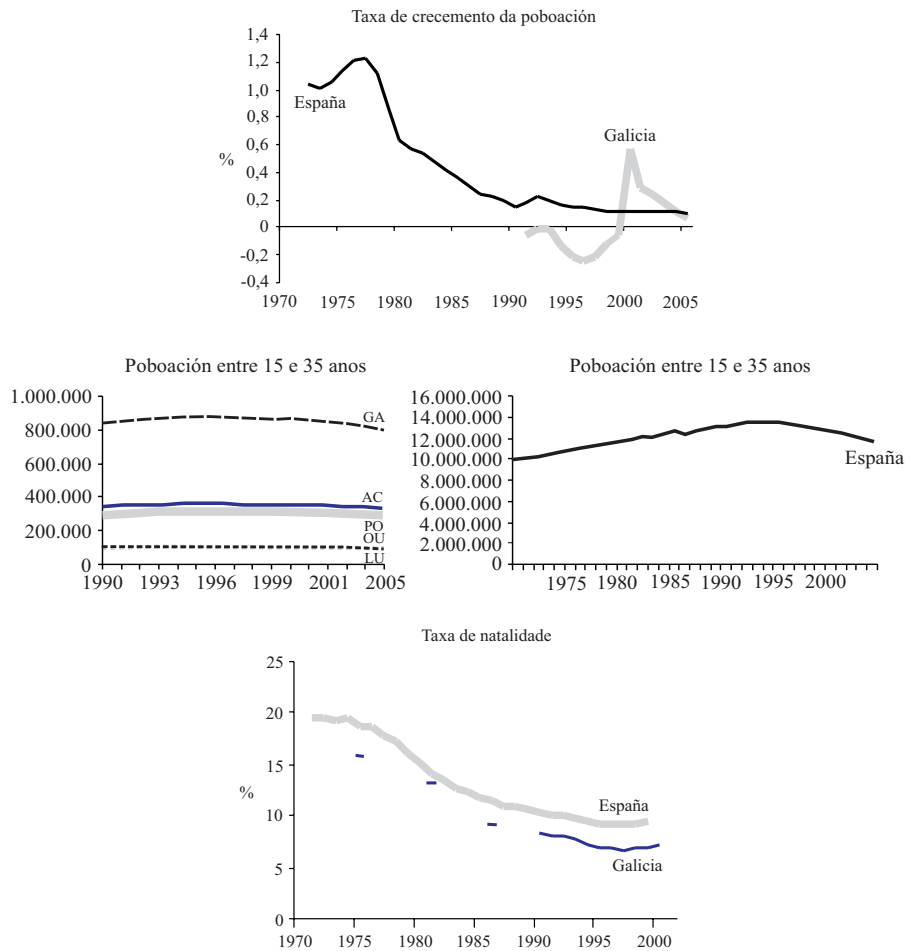 Taxa de crecemento da poboación
1,4
1,2
1,0
0,8
0,6
0,4
0,2
0
-0,2
-0,4
%
España
Galicia
1970 1975 1980 1985 1990 1995 2000 2005
Poboación entre 15 e 35 anos
1.000.000
800.000
600.000
400.000
200.000
0
GA
AC
PO
OU
LU
1990 1993 1996 1999 2001 2005
Poboación entre 15 e 35 anos
16.000.000
14.000.000
12.000.000
10.000.000
8.000.000
6.000.000
4.000.000
2.000.000
0
España
1975 1980 1985 1990 1995 2000
Taxa de natalidade
25
20
15
10
5
0
%
España
Galicia
1970 1975 1980 1985 1990 1995 2000